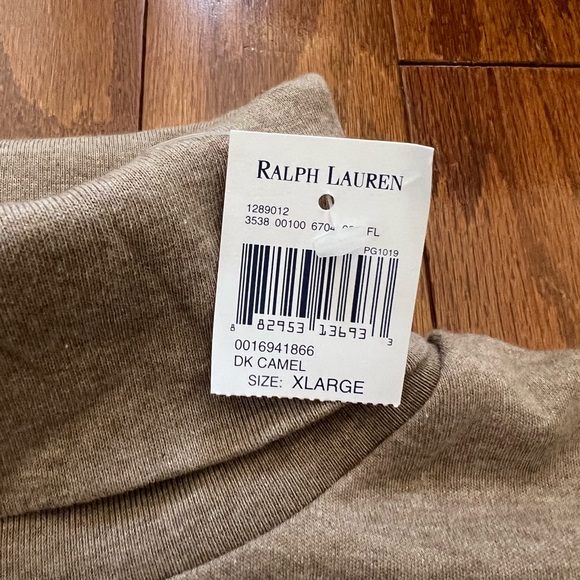 RALPH LAUREN
1289012
3538 00100 6704 FL
PG1019
8 82953 13693 3
0016941866
DK CAMEL
SIZE: XLARGE